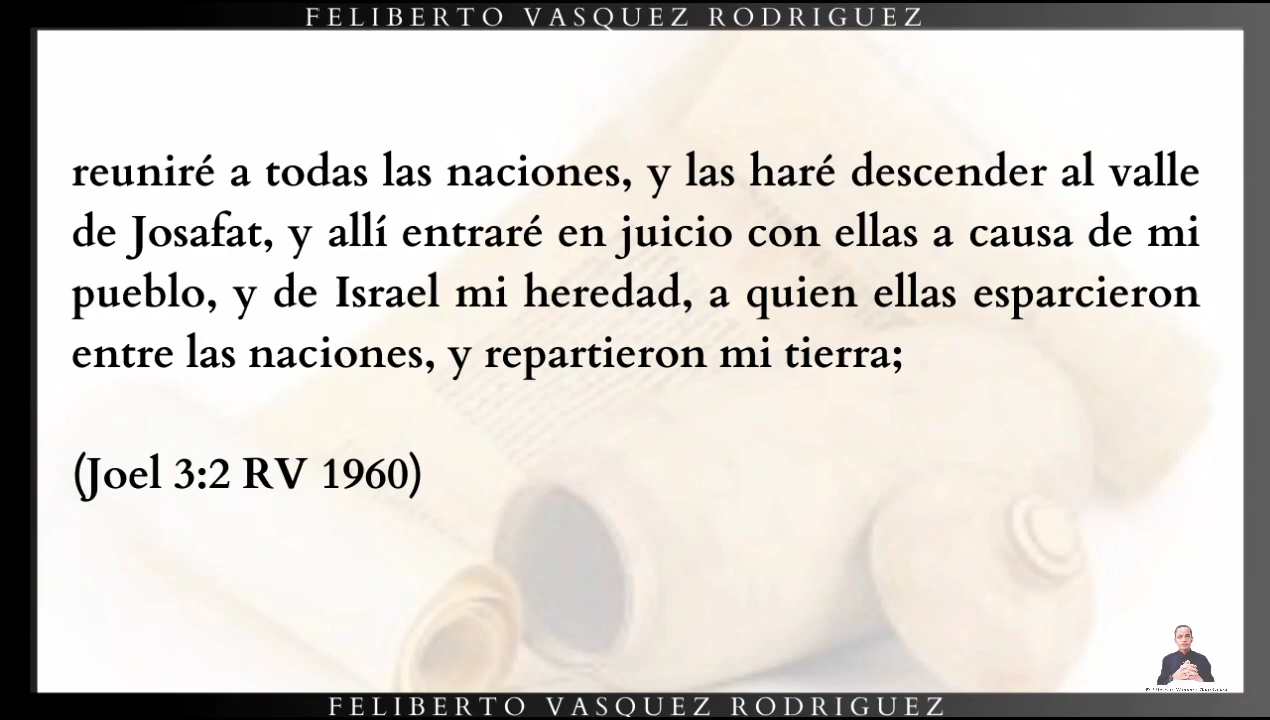 FELIBERTO VASQUEZ RODRIGUEZ
reuniré a todas las naciones, y las haré descender al valle
de Josafat, y allí entraré en juicio con ellas a causa de mi
pueblo, y de Israel mi heredad, a quien ellas esparcieron
entre las naciones, y repartieron mi tierra;
(Joel 3:2 RV 1960)
FELIBERTO VASQUEZ RODRIGUEZ